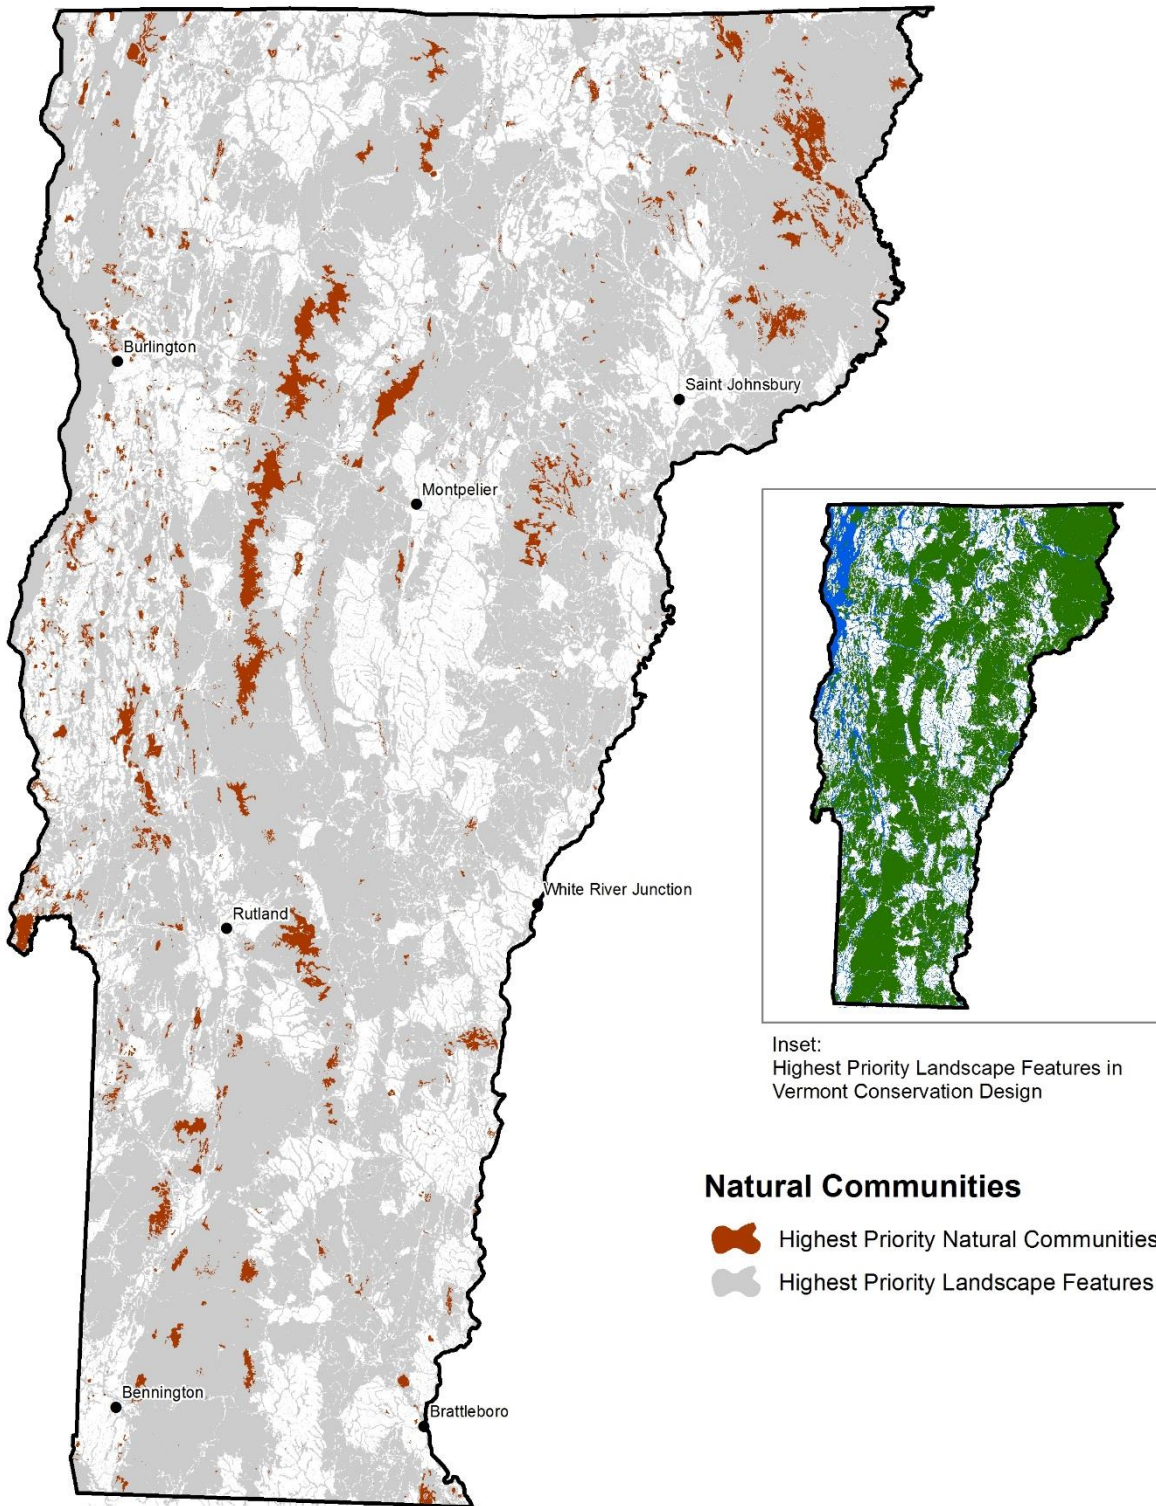 Burlington
Saint Johnsbury
Montpelier
White River Junction
Rutland
Bennington
Brattleboro
Inset:
Highest Priority Landscape Features in
Vermont Conservation Design
Natural Communities
Highest Priority Natural Communities
Highest Priority Landscape Features